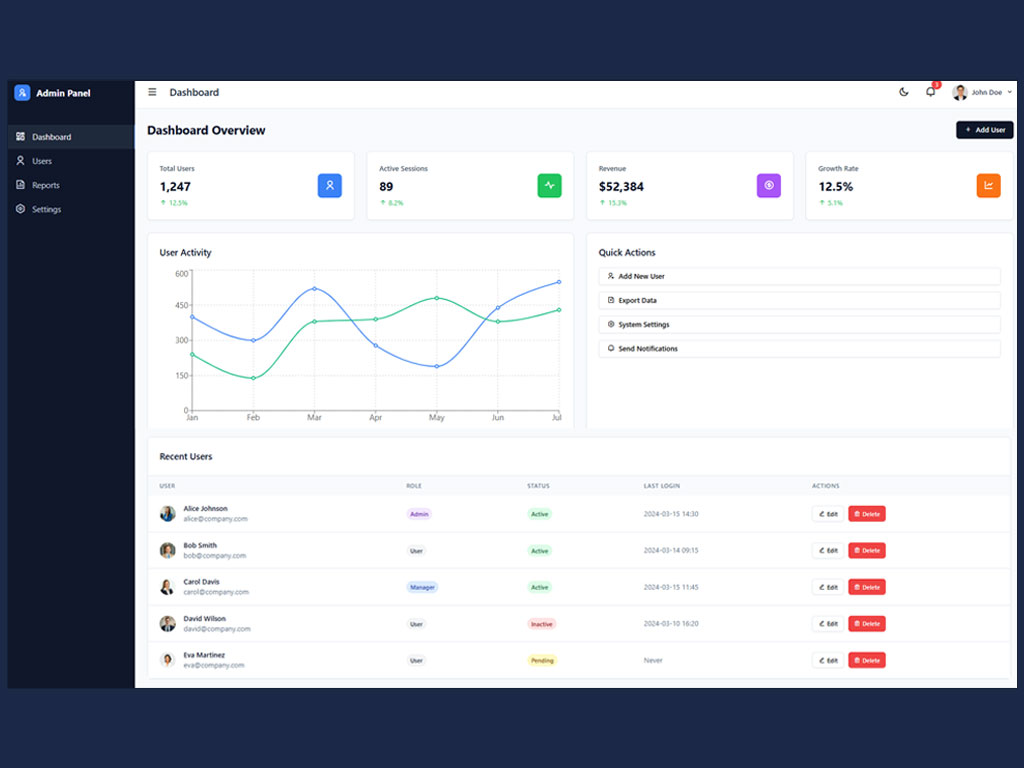 Admin Panel
Dashboard
Users
Reports
Settings
Dashboard
3
John Doe
Dashboard Overview
+ Add User
Total Users
1,247
↑ 12.5%
Active Sessions
89
↑ 8.2%
Revenue
$52,384
↑ 15.3%
Growth Rate
12.5%
↑ 5.1%
User Activity
600
450
300
150
0
Jan Feb Mar Apr May Jun Jul
Quick Actions
Add New User
Export Data
System Settings
Send Notifications
Recent Users
USER ROLE STATUS LAST LOGIN ACTIONS
Alice Johnson
alice@company.com
Admin Active 2024-03-15 14:30 Edit Delete
Bob Smith
bob@company.com
User Active 2024-03-14 09:15 Edit Delete
Carol Davis
carol@company.com
Manager Active 2024-03-15 11:45 Edit Delete
David Wilson
david@company.com
User Inactive 2024-03-10 16:20 Edit Delete
Eva Martinez
eva@company.com
User Pending Never Edit Delete